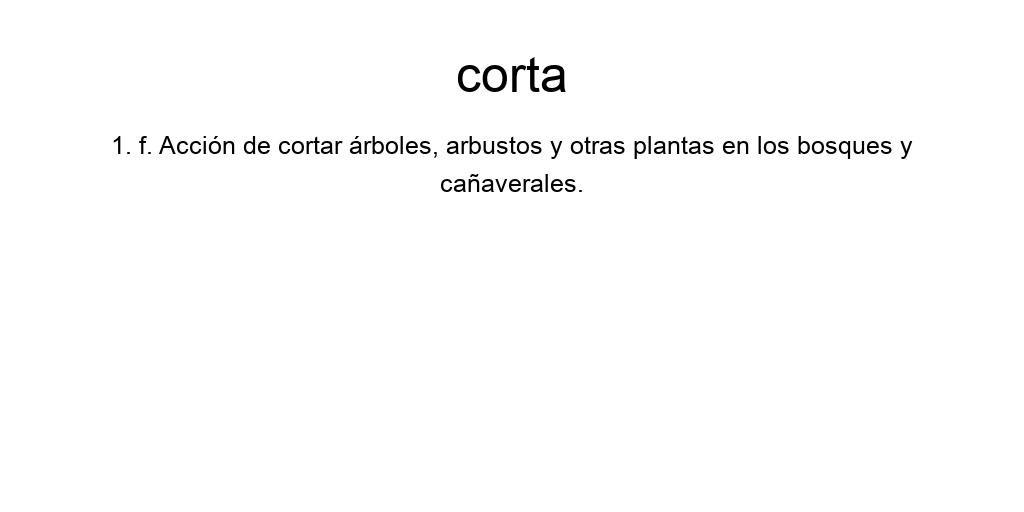 corta
1. f. Acción de cortar árboles, arbustos y otras plantas en los bosques y
cañaverales.